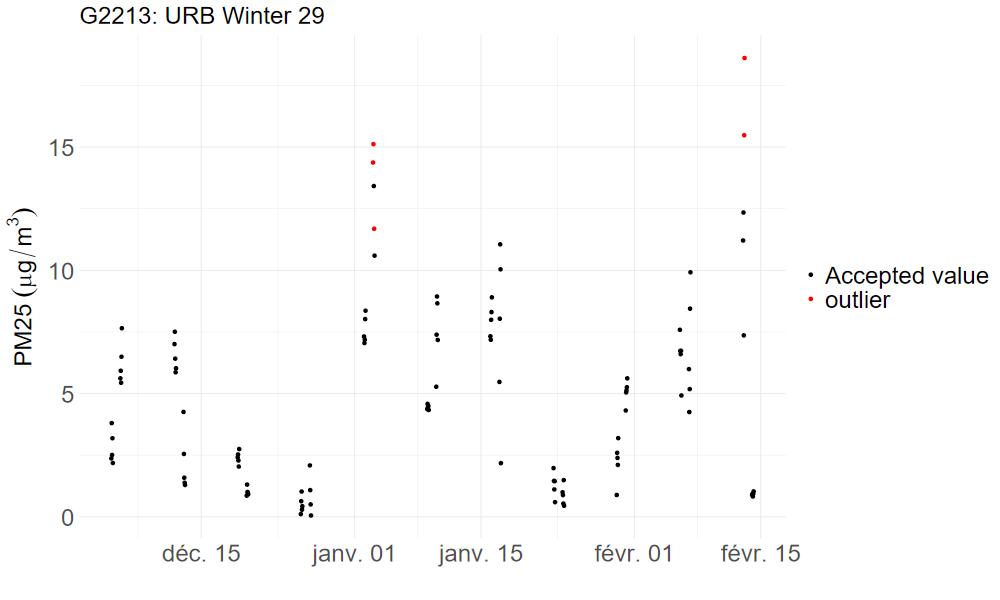 G2213: URB Winter 29
PM25 (μg/m³)
15
10
5
0
déc. 15
janv. 01
janv. 15
févr. 01
févr. 15
Accepted value
outlier